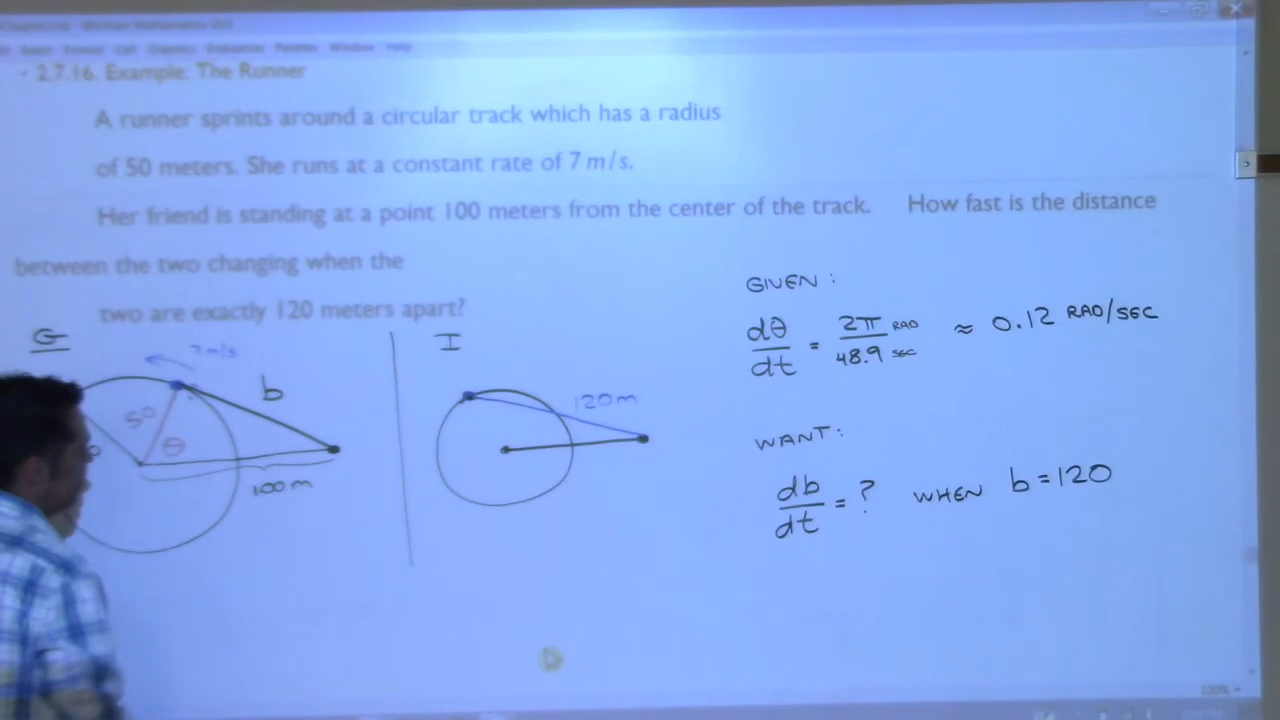 2.7.16. Example: The Runner
A runner sprints around a circular track which has a radius
of 50 meters. She runs at a constant rate of 7 m/s.
Her friend is standing at a point 100 meters from the center of the track. How fast is the distance
between the two changing when the
two are exactly 120 meters apart?
G
7 m/s
b
50
θ
100 m
I
120 m
GIVEN:
dθ/dt = 2π RAD / 48.9 SEC ≈ 0.12 RAD/SEC
WANT:
db/dt = ? WHEN b = 120
100%